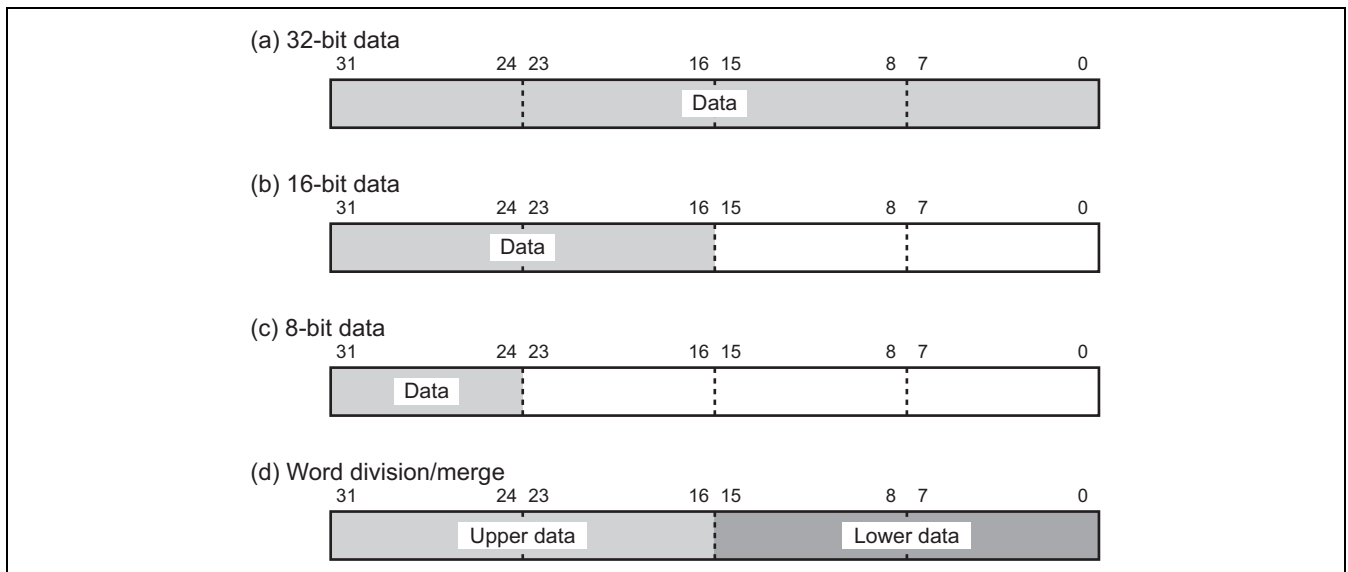 (a) 32-bit data
31 24 23 16 15 8 7 0
Data
(b) 16-bit data
31 24 23 16 15 8 7 0
Data
(c) 8-bit data
31 24 23 16 15 8 7 0
Data
(d) Word division/merge
31 24 23 16 15 8 7 0
Upper data Lower data